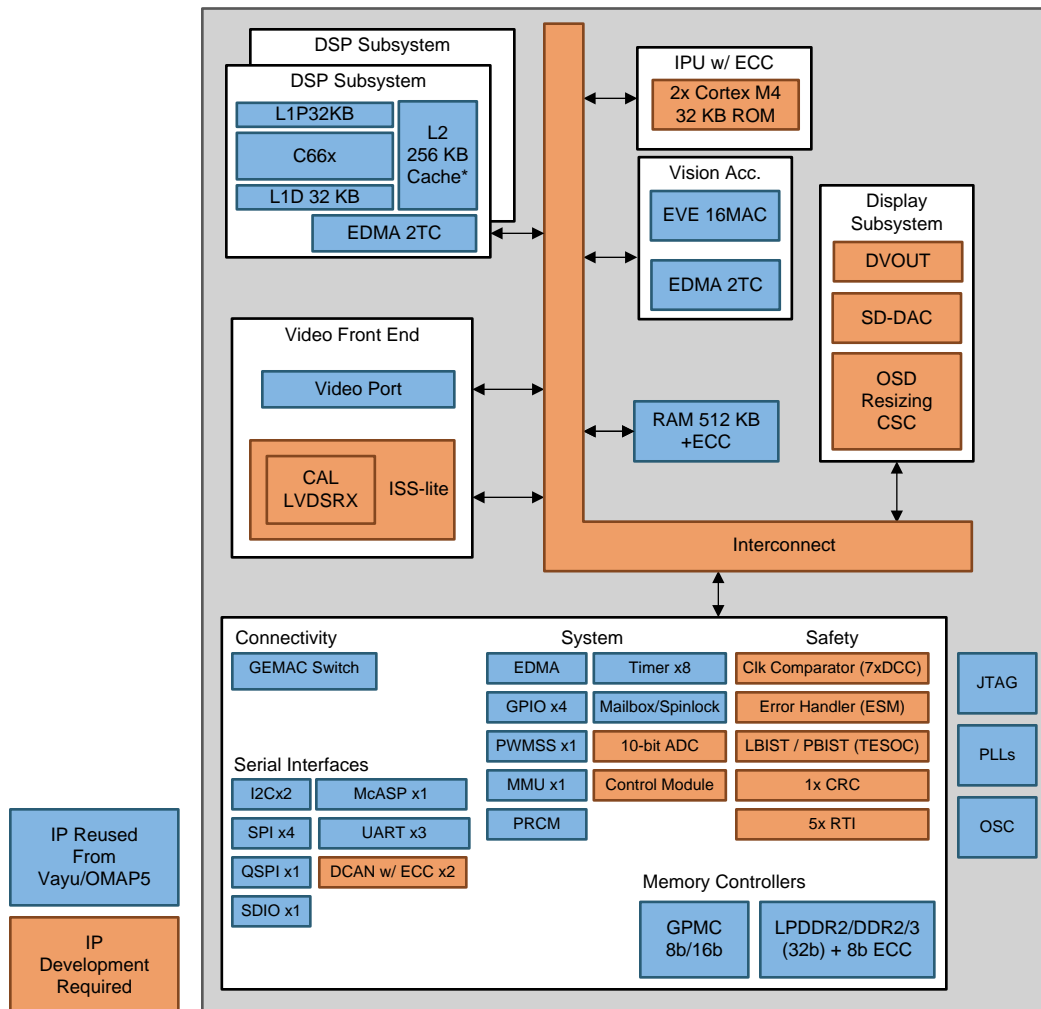 DSP Subsystem
DSP Subsystem
L1P32KB
C66x
L1D 32 KB
L2
256 KB
Cache*
EDMA 2TC
IPU w/ ECC
2x Cortex M4
32 KB ROM
Vision Acc.
EVE 16MAC
EDMA 2TC
Display
Subsystem
DVOUT
SD-DAC
OSD
Resizing
CSC
Video Front End
Video Port
CAL
LVDSRX
ISS-lite
RAM 512 KB
+ECC
Interconnect
Connectivity
GEMAC Switch
Serial Interfaces
I2Cx2
McASP x1
SPI x4
UART x3
QSPI x1
DCAN w/ ECC x2
SDIO x1
System
EDMA
Timer x8
GPIO x4
Mailbox/Spinlock
PWMSS x1
10-bit ADC
MMU x1
Control Module
PRCM
Safety
Clk Comparator (7xDCC)
Error Handler (ESM)
LBIST / PBIST (TESOC)
1x CRC
5x RTI
Memory Controllers
GPMC
8b/16b
LPDDR2/DDR2/3
(32b) + 8b ECC
JTAG
PLLs
OSC
IP Reused
From
Vayu/OMAP5
IP
Development
Required